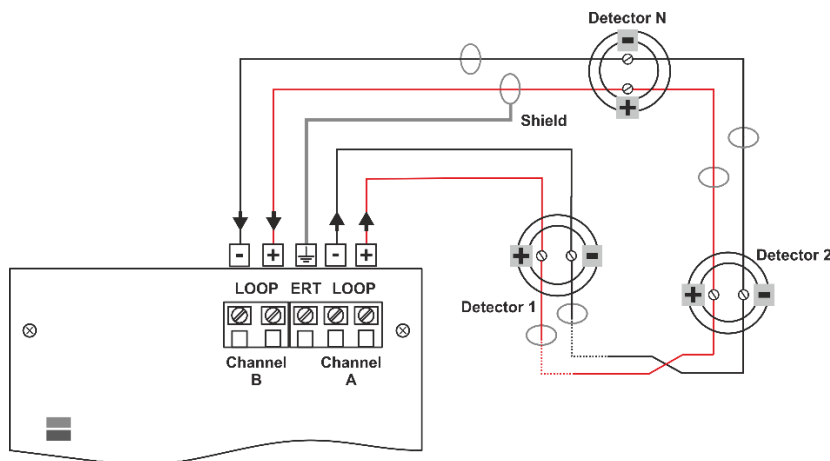 Detector N
-
+
Shield
- + - +
+ -
Detector 2
+ -
Detector 1
LOOP ERT LOOP
Channel
B
Channel
A